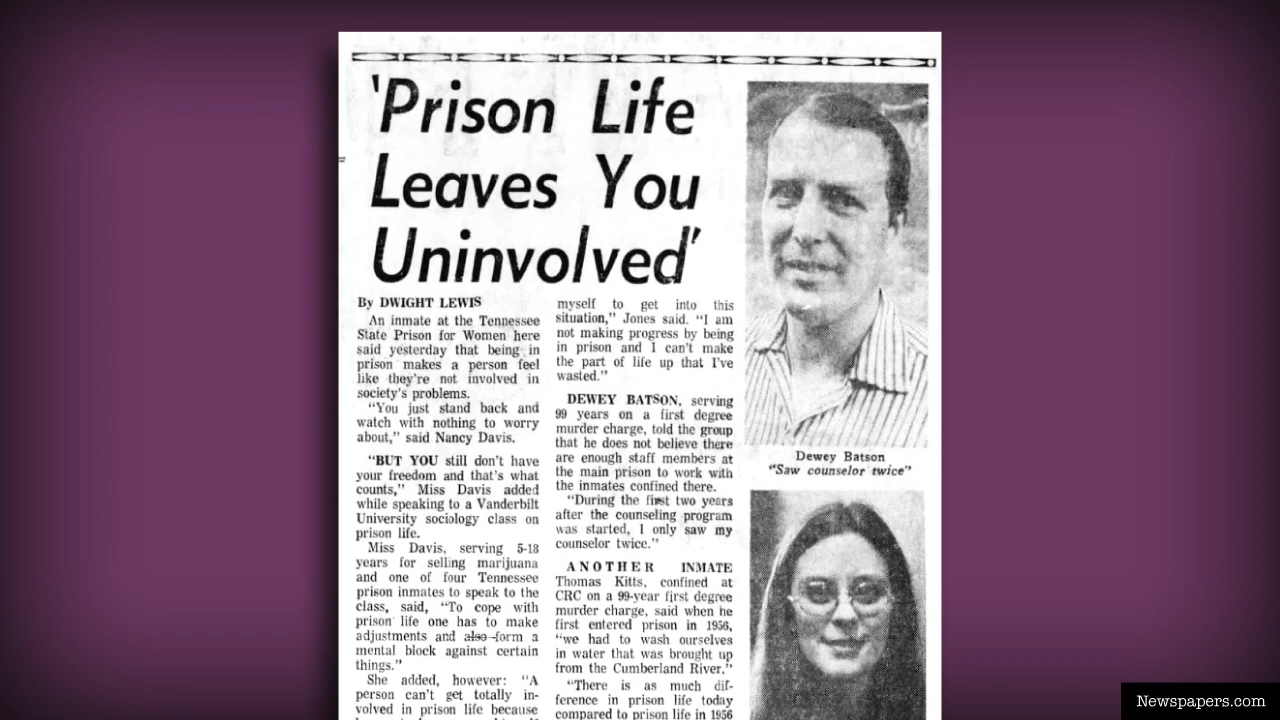 'Prison Life
Leaves You
Uninvolved'
By DWIGHT LEWIS
An inmate at the Tennessee
State Prison for Women here
said yesterday that being in
prison makes a person feel
like they're not involved in
society's problems.
"You just stand back and
watch with nothing to worry
about," said Nancy Davis.
"BUT YOU still don't have
your freedom and that's what
counts," Miss Davis added
while speaking to a Vanderbilt
University sociology class on
prison life.
Miss Davis, serving 5-18
years for selling marijuana
and one of four Tennessee
prison inmates to speak to the
class, said, "To cope with
prison life one has to make
adjustments and also form a
mental block against certain
things."
She added, however: "A
person can't get totally in-
volved in prison life because
myself to get into this
situation," Jones said. "I am
not making progress by being
in prison and I can't make
the part of life up that I've
wasted."
DEWEY BATSON, serving
99 years on a first degree
murder charge, told the group
that he does not believe there
are enough staff members at
the main prison to work with
the inmates confined there.
"During the first two years
after the counseling program
was started, I only saw my
counselor twice."
ANOTHER INMATE
Thomas Kitts, confined at
CRC on a 99-year first degree
murder charge, said when he
first entered prison in 1956,
"we had to wash ourselves
in water that was brought up
from the Cumberland River."
"There is as much dif-
ference in prison life today
compared to prison life in 1956
Dewey Batson
"Saw counselor twice"
Newspapers.com